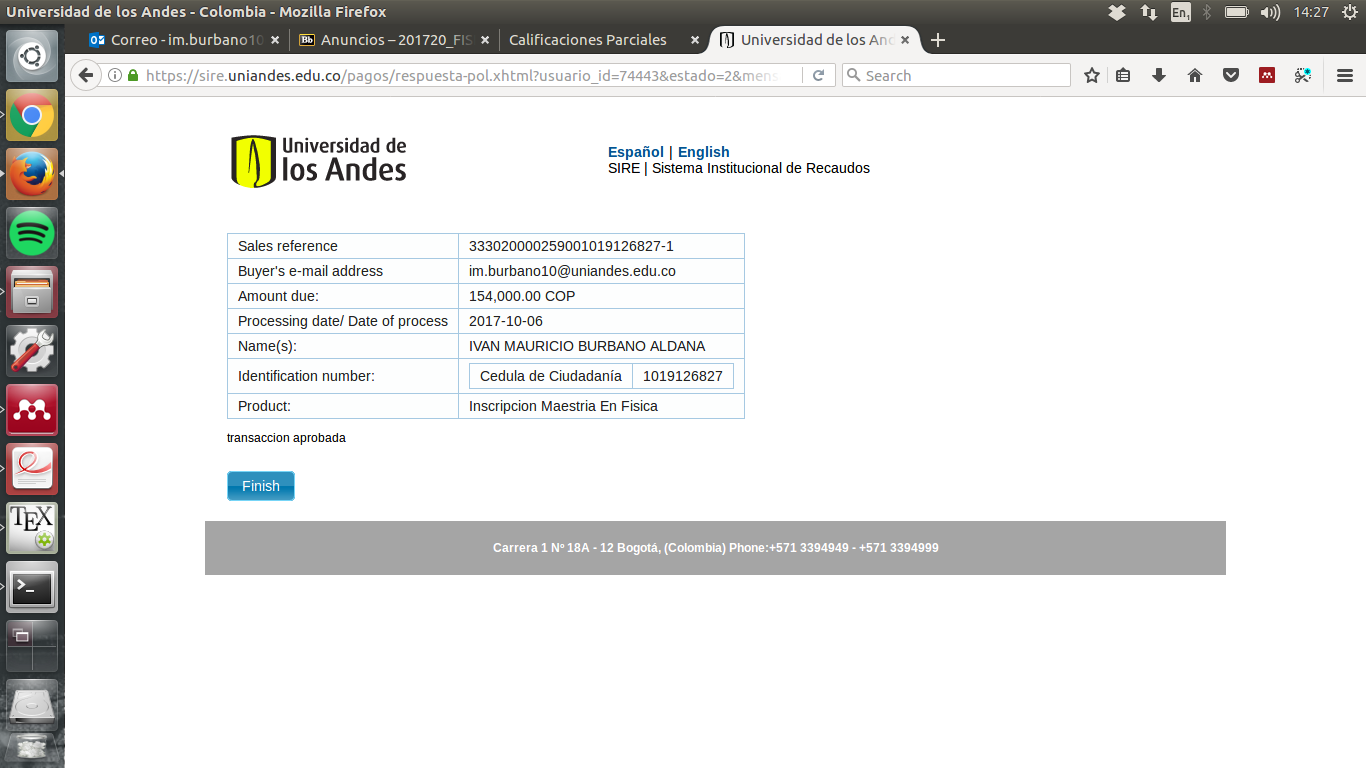 Universidad de los Andes - Colombia - Mozilla Firefox
En1
14:27
Correo - im.burbano10
Anuncios – 201720_FIS
Calificaciones Parciales
Universidad de los And
https://sire.uniandes.edu.co/pagos/respuesta-pol.xhtml?usuario_id=74443&estado=2&mens
Search
Universidad de
los Andes
Español | English
SIRE | Sistema Institucional de Recaudos
Sales reference 333020000259001019126827-1
Buyer's e-mail address im.burbano10@uniandes.edu.co
Amount due: 154,000.00 COP
Processing date/ Date of process 2017-10-06
Name(s): IVAN MAURICIO BURBANO ALDANA
Identification number: Cedula de Ciudadanía 1019126827
Product: Inscripcion Maestria En Fisica
transaccion aprobada
Finish
Carrera 1 Nº 18A - 12 Bogotá, (Colombia) Phone:+571 3394949 - +571 3394999
TEX